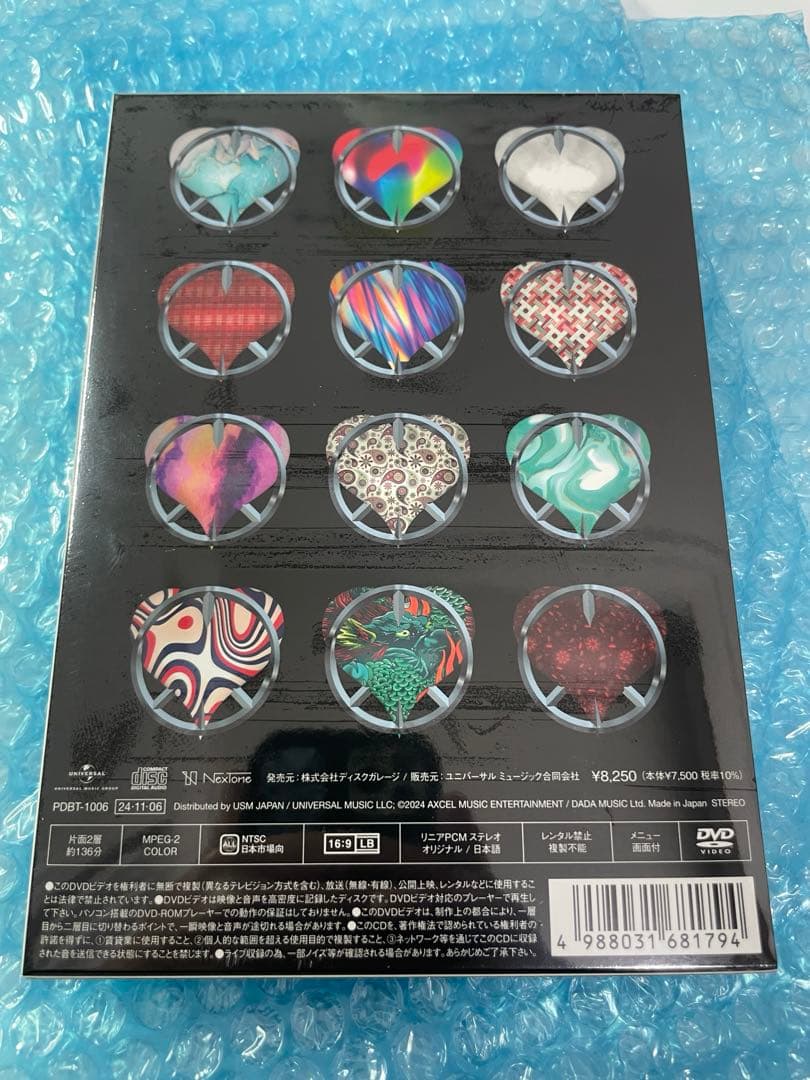 UNIVERSAL
UNIVERSAL MUSIC GROUP
COMPACT
disc
DIGITAL AUDIO
NexTone
発売元：株式会社ディスクガレージ / 販売元：ユニバーサル ミュージック合同会社 ¥8,250（本体¥7,500 税率10%）
PDBT-1006 24･11･06 Distributed by USM JAPAN / UNIVERSAL MUSIC LLC; ©2024 AXCEL MUSIC ENTERTAINMENT / DADA MUSIC Ltd. Made in Japan STEREO
片面2層
約136分
MPEG-2
COLOR
ALL
NTSC
日本市場向
16:9 LB
リニアPCM ステレオ
オリジナル / 日本語
レンタル禁止
複製不能
メニュー
画面付
DVD
VIDEO
●このDVDビデオを権利者に無断で複製(異なるテレビジョン方式を含む)、放送(無線・有線)、公開上映、レンタルなどに使用するこ
とは法律で禁止されています。●DVDビデオは映像と音声を高密度に記録したディスクです。DVDビデオ対応のプレーヤーで再生し
て下さい。パソコン搭載のDVD-ROMプレーヤーでの動作の保証はしておりません。●このDVDビデオは、制作上の都合により、一層
目から二層目に切り替わるポイントで、一瞬映像と音声が途切れる場合があります。●このCDを、著作権法で認められている権利者の
許諾を得ずに、①賃貸業に使用すること、②個人的な範囲を超える使用目的で複製すること、③ネットワーク等を通じてこのCDに収録
された音を送信できる状態にすることを禁じます。●ライブ収録の為、一部ノイズ等が確認される場合があります。あらかじめご了承下さい。
4 988031 681794